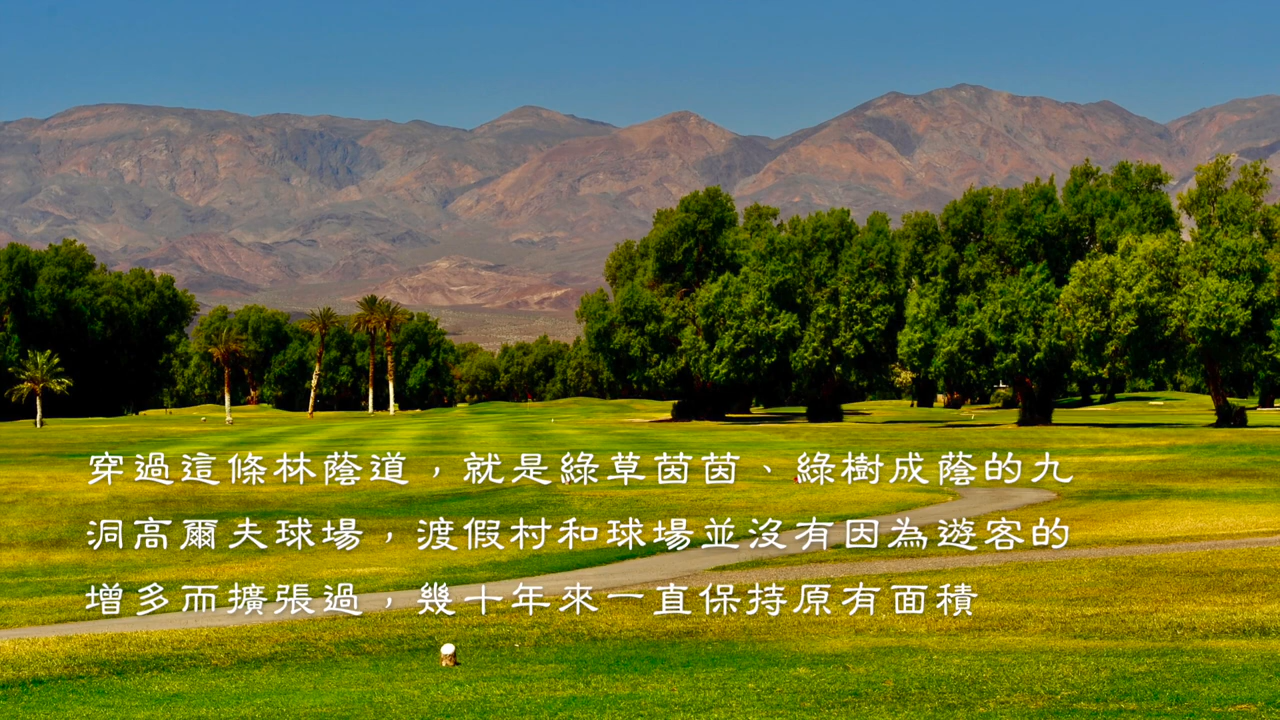 穿過這條林蔭道，就是綠草茵茵、綠樹成蔭的九
洞高爾夫球場，渡假村和球場並沒有因為遊客的
增多而擴張過，幾十年來一直保持原有面積